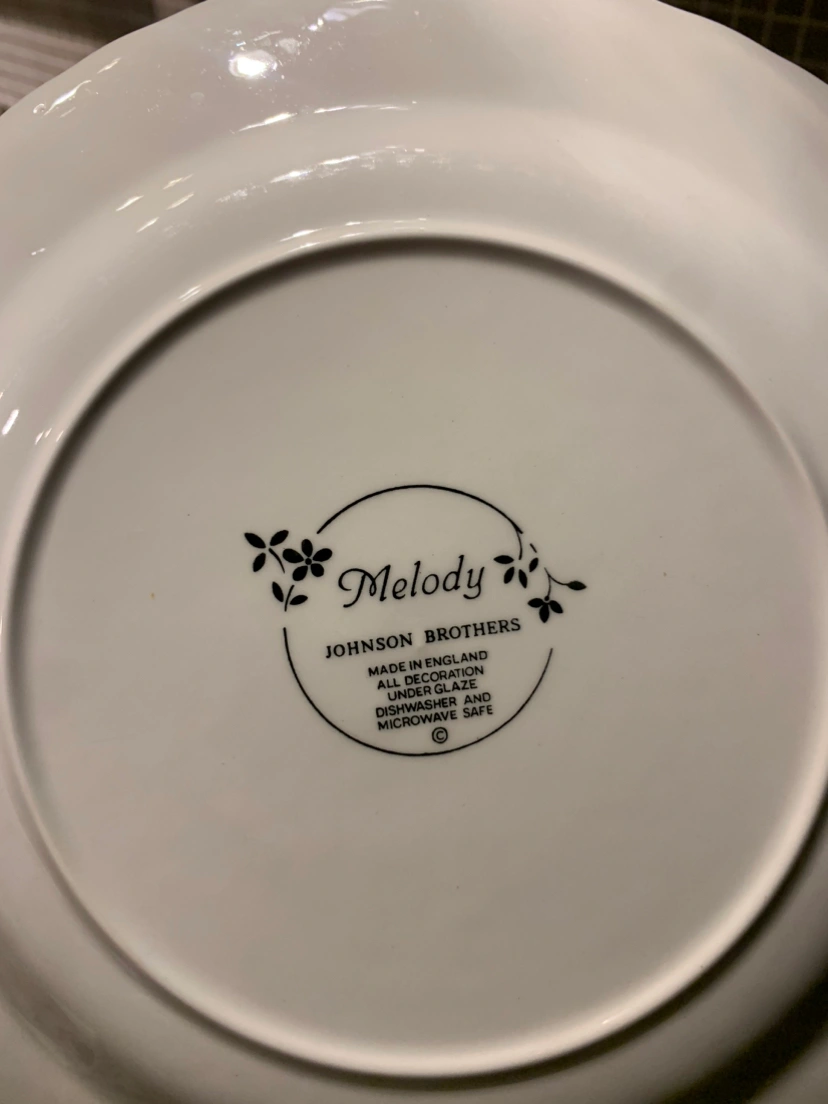 Melody
JOHNSON BROTHERS
MADE IN ENGLAND
ALL DECORATION
UNDER GLAZE
DISHWASHER AND
MICROWAVE SAFE
©